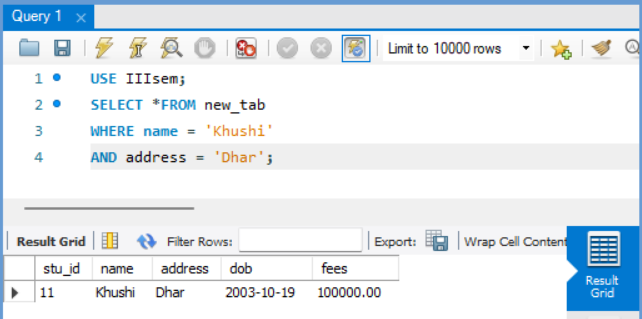 Query 1 ×
Limit to 10000 rows
1 USE IIIsem;
2 SELECT *FROM new_tab
3 WHERE name = 'Khushi'
4 AND address = 'Dhar';
Result Grid Filter Rows: Export: Wrap Cell Content
stu_id name address dob fees
11 Khushi Dhar 2003-10-19 100000.00
Result
Grid